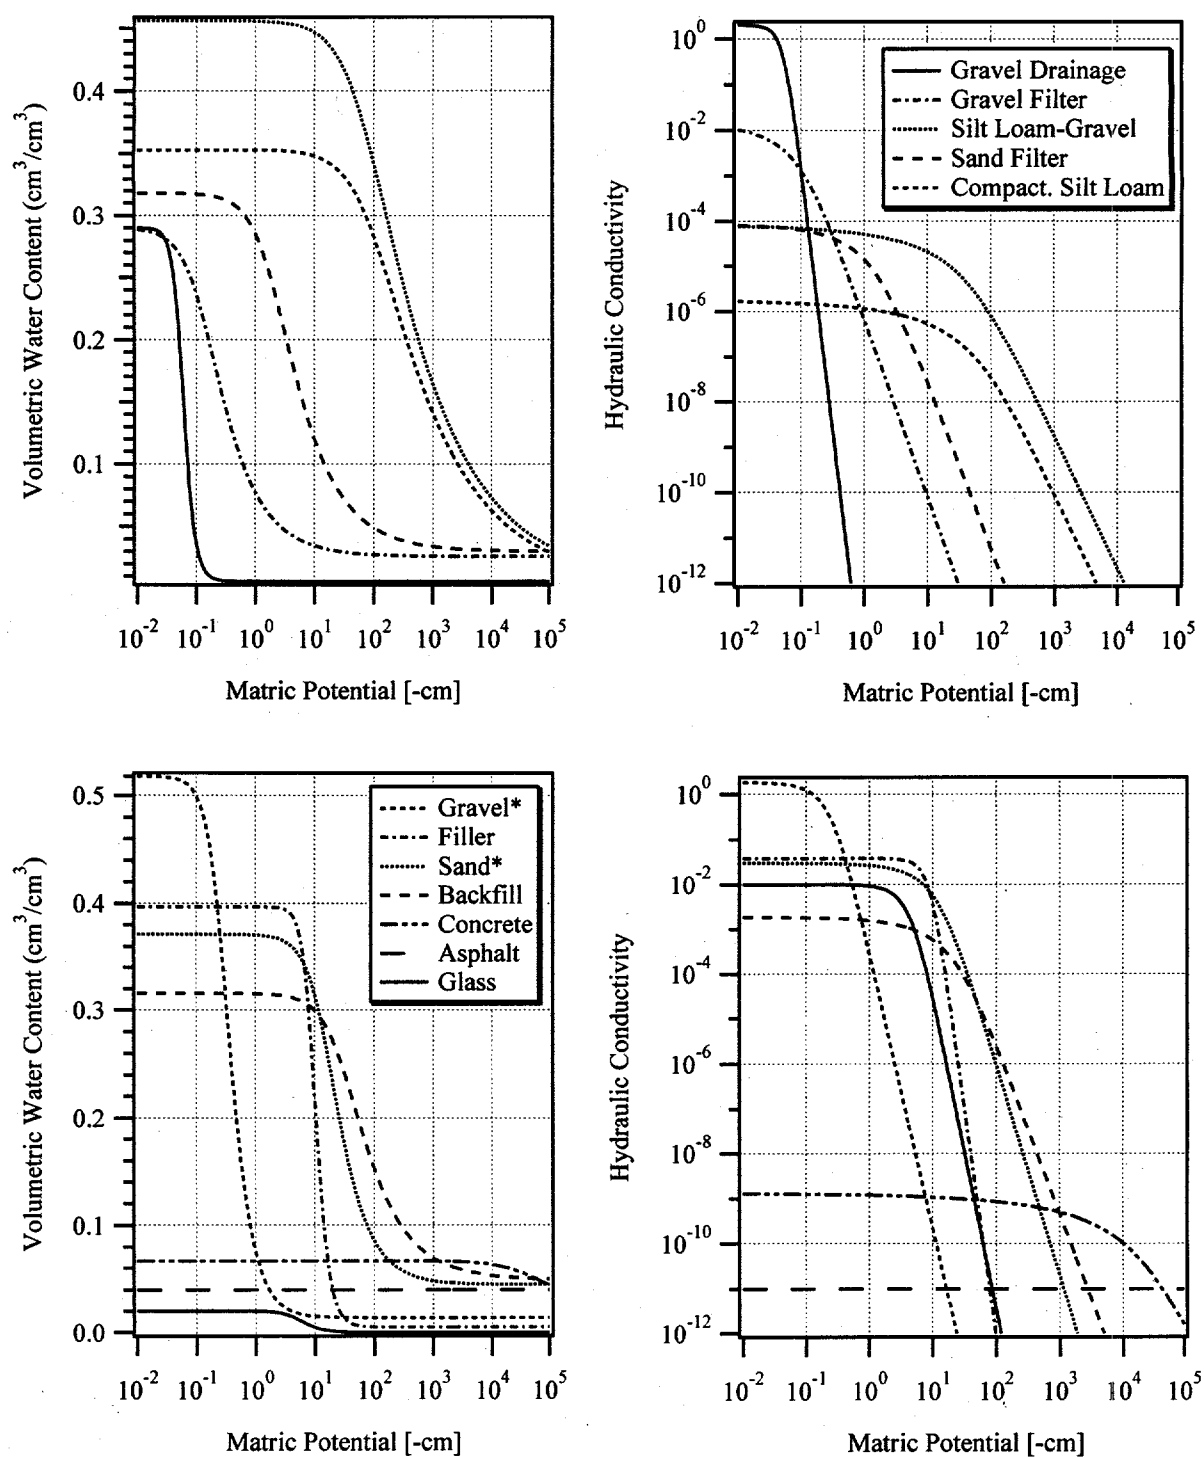 Volumetric Water Content (cm³/cm³)
0.4
0.3
0.2
0.1
10⁻² 10⁻¹ 10⁰ 10¹ 10² 10³ 10⁴ 10⁵
Matric Potential [-cm]
Hydraulic Conductivity
10⁰
10⁻²
10⁻⁴
10⁻⁶
10⁻⁸
10⁻¹⁰
10⁻¹²
Gravel Drainage
Gravel Filter
Silt Loam-Gravel
Sand Filter
Compact. Silt Loam
10⁻² 10⁻¹ 10⁰ 10¹ 10² 10³ 10⁴ 10⁵
Matric Potential [-cm]
Volumetric Water Content (cm³/cm³)
0.5
0.4
0.3
0.2
0.1
0.0
Gravel*
Filler
Sand*
Backfill
Concrete
Asphalt
Glass
10⁻² 10⁻¹ 10⁰ 10¹ 10² 10³ 10⁴ 10⁵
Matric Potential [-cm]
Hydraulic Conductivity
10⁰
10⁻²
10⁻⁴
10⁻⁶
10⁻⁸
10⁻¹⁰
10⁻¹²
10⁻² 10⁻¹ 10⁰ 10¹ 10² 10³ 10⁴ 10⁵
Matric Potential [-cm]